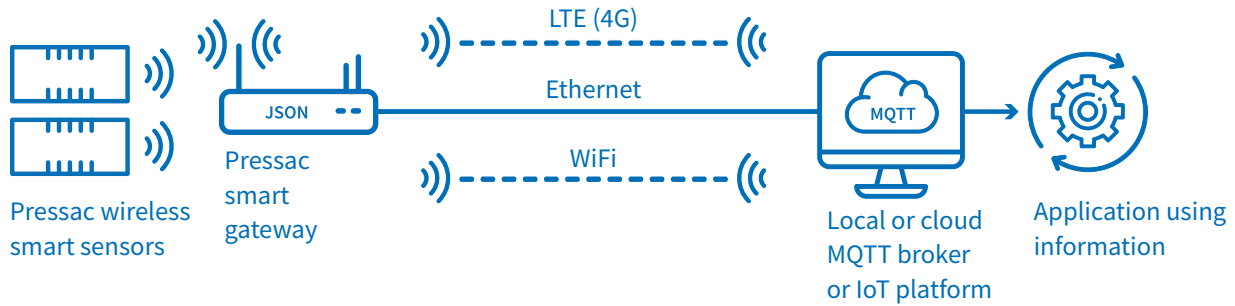 LTE (4G)
Ethernet
JSON
MQTT
WiFi
Pressac
smart
gateway
Pressac wireless
smart sensors
Local or cloud
MQTT broker
or IoT platform
Application using
information